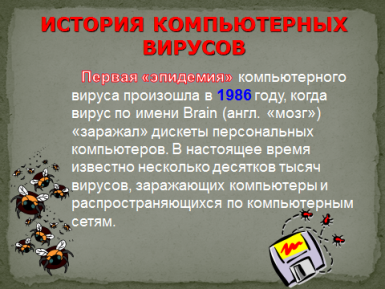 ИСТОРИЯ КОМПЬЮТЕРНЫХ
ВИРУСОВ
Первая «эпидемия» компьютерного
вируса произошла в 1986 году, когда
вирус по имени Brain (англ. «мозг»)
«заражал» дискеты персональных
компьютеров. В настоящее время
известно несколько десятков тысяч
вирусов, заражающих компьютеры и
распространяющихся по компьютерным
сетям.